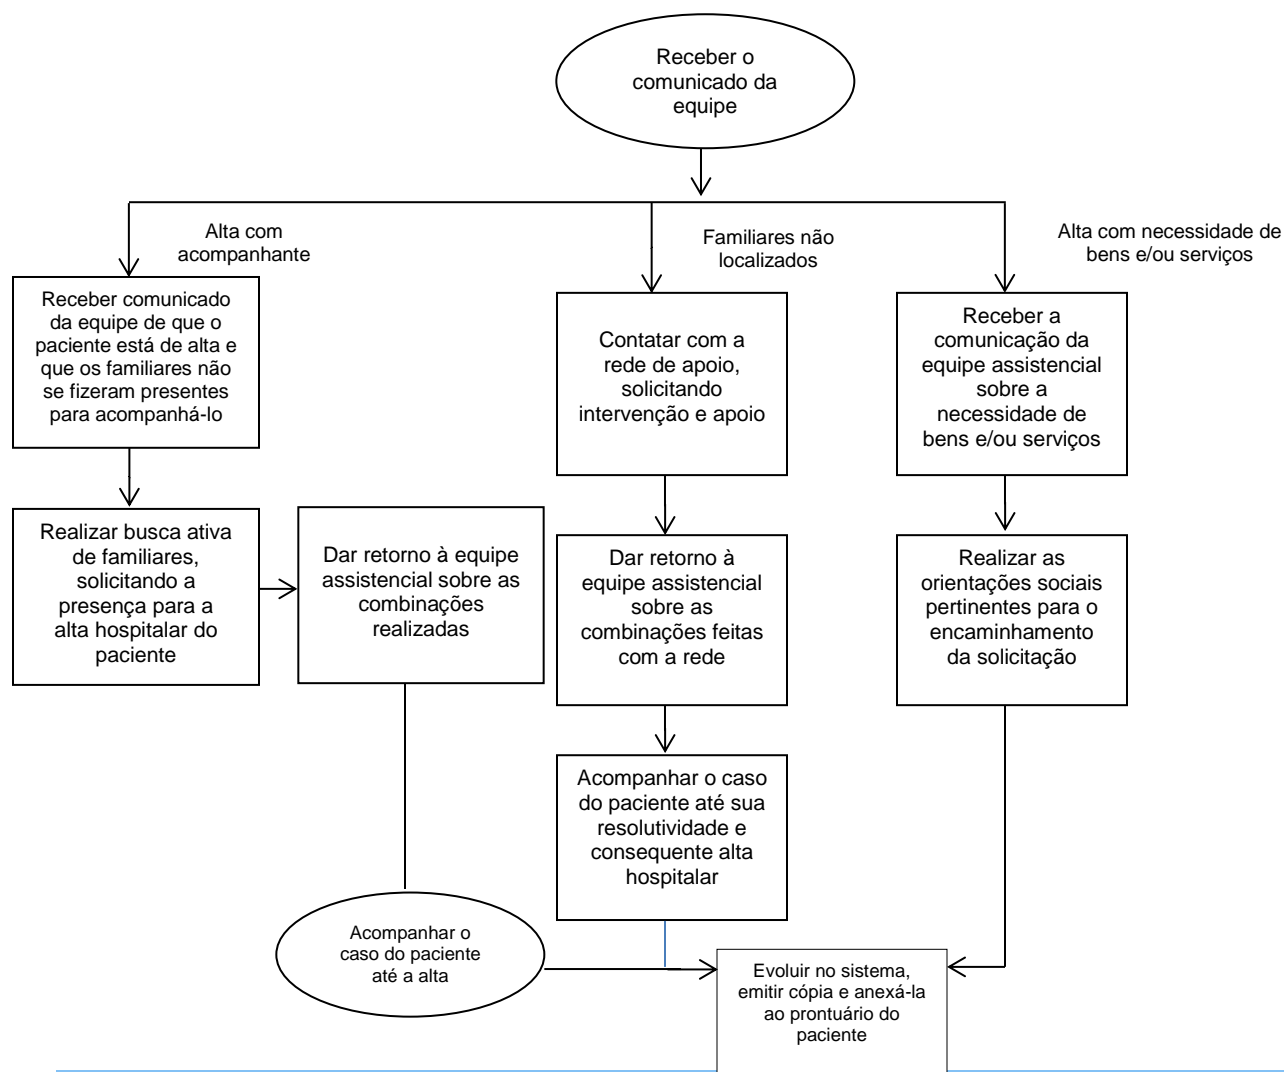 Receber o
comunicado da
equipe
Alta com
acompanhante
Familiares não
localizados
Alta com necessidade de
bens e/ou serviços
Receber comunicado
da equipe de que o
paciente está de alta e
que os familiares não
se fizeram presentes
para acompanhá-lo
Contatar com a
rede de apoio,
solicitando
intervenção e apoio
Receber a
comunicação da
equipe assistencial
sobre a
necessidade de
bens e/ou serviços
Realizar busca ativa
de familiares,
solicitando a
presença para a
alta hospitalar do
paciente
Dar retorno à equipe
assistencial sobre as
combinações
realizadas
Dar retorno à
equipe assistencial
sobre as
combinações feitas
com a rede
Realizar as
orientações sociais
pertinentes para o
encaminhamento
da solicitação
Acompanhar o caso
do paciente até sua
resolutividade e
consequente alta
hospitalar
Acompanhar o
caso do paciente
até a alta
Evoluir no sistema,
emitir cópia e anexá-la
ao prontuário do
paciente